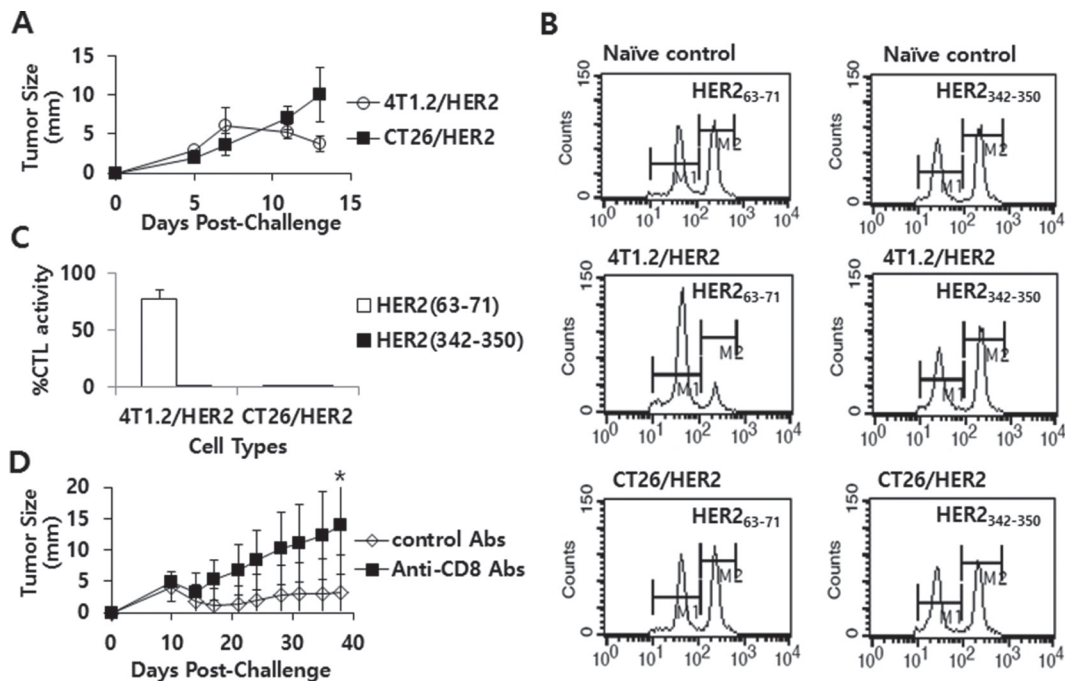 A
15
10
5
0
Tumor Size
(mm)
0 5 10 15
Days Post-Challenge
4T1.2/HER2
CT26/HER2
B
Naïve control
HER2₆₃₋₇₁
150
Counts
0
M1
M2
10⁰ 10¹ 10² 10³ 10⁴
Naïve control
HER2₃₄₂₋₃₅₀
150
Counts
0
M1
M2
10⁰ 10¹ 10² 10³ 10⁴
4T1.2/HER2
HER2₆₃₋₇₁
150
Counts
0
M1
M2
10⁰ 10¹ 10² 10³ 10⁴
4T1.2/HER2
HER2₃₄₂₋₃₅₀
150
Counts
0
M1
M2
10⁰ 10¹ 10² 10³ 10⁴
CT26/HER2
HER2₆₃₋₇₁
150
Counts
0
M1
M2
10⁰ 10¹ 10² 10³ 10⁴
CT26/HER2
HER2₃₄₂₋₃₅₀
150
Counts
0
M1
M2
10⁰ 10¹ 10² 10³ 10⁴
C
100
50
0
%CTL activity
4T1.2/HER2 CT26/HER2
Cell Types
HER2(63-71)
HER2(342-350)
D
20
15
10
5
0
Tumor Size
(mm)
*
0 10 20 30 40
Days Post-Challenge
control Abs
Anti-CD8 Abs